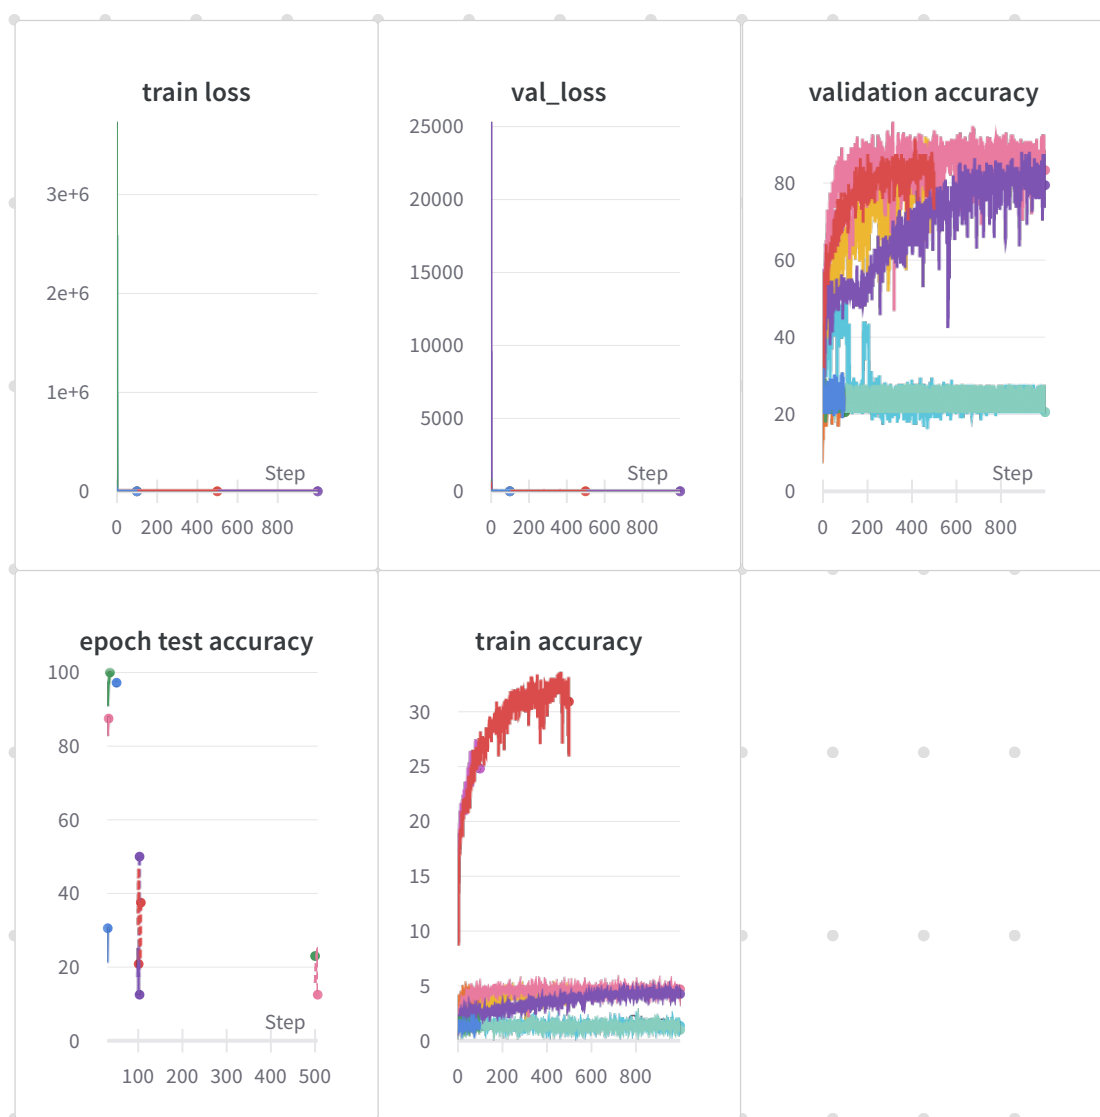 train loss
3e+6
2e+6
1e+6
0
Step
0 200 400 600 800
val_loss
25000
20000
15000
10000
5000
0
Step
0 200 400 600 800
validation accuracy
80
60
40
20
0
Step
0 200 400 600 800
epoch test accuracy
100
80
60
40
20
0
Step
100 200 300 400 500
train accuracy
30
25
20
15
10
5
0
0 200 400 600 800